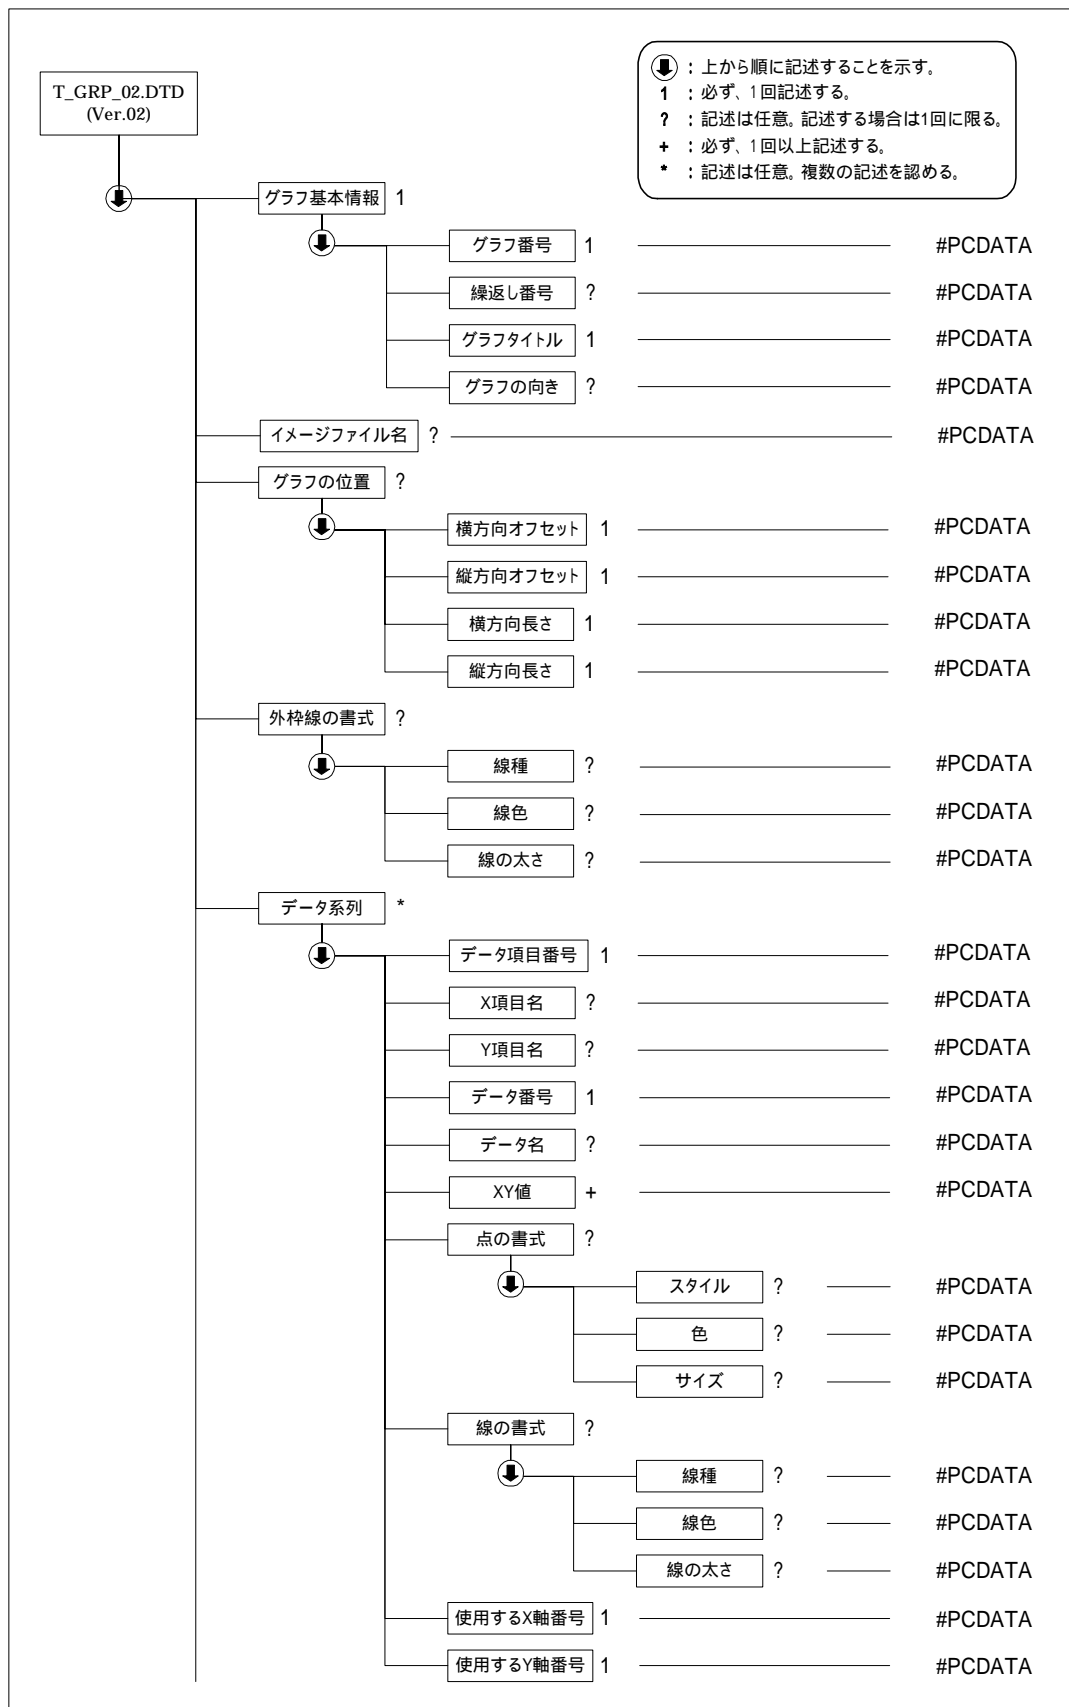 ：上から順に記述することを示す。
1 ：必ず、1回記述する。
? ：記述は任意。記述する場合は1回に限る。
+ ：必ず、1回以上記述する。
* ：記述は任意。複数の記述を認める。
T_GRP_02.DTD
(Ver.02)
グラフ基本情報 1
グラフ番号 1 #PCDATA
繰返し番号 ? #PCDATA
グラフタイトル 1 #PCDATA
グラフの向き ? #PCDATA
イメージファイル名 ? #PCDATA
グラフの位置 ?
横方向オフセット 1 #PCDATA
縦方向オフセット 1 #PCDATA
横方向長さ 1 #PCDATA
縦方向長さ 1 #PCDATA
外枠線の書式 ?
線種 ? #PCDATA
線色 ? #PCDATA
線の太さ ? #PCDATA
データ系列 *
データ項目番号 1 #PCDATA
X項目名 ? #PCDATA
Y項目名 ? #PCDATA
データ番号 1 #PCDATA
データ名 ? #PCDATA
XY値 + #PCDATA
点の書式 ?
スタイル ? #PCDATA
色 ? #PCDATA
サイズ ? #PCDATA
線の書式 ?
線種 ? #PCDATA
線色 ? #PCDATA
線の太さ ? #PCDATA
使用するX軸番号 1 #PCDATA
使用するY軸番号 1 #PCDATA